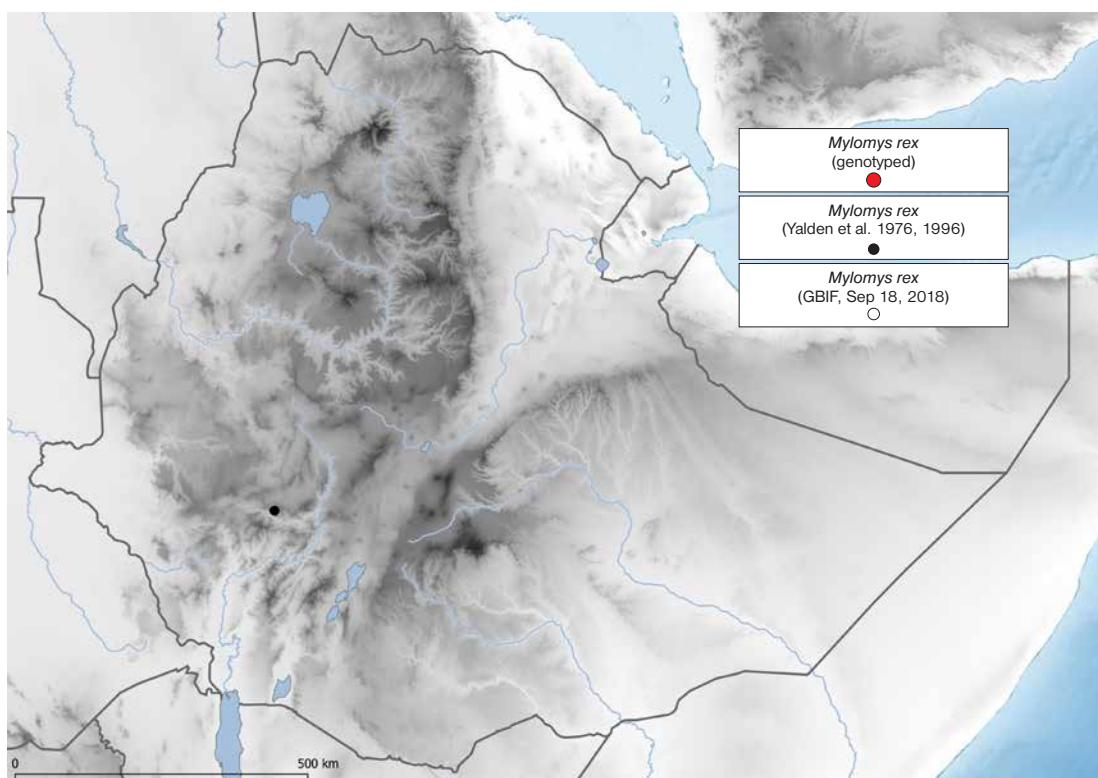 Mylomys rex
(genotyped)
Mylomys rex
(Yalden et al. 1976, 1996)
Mylomys rex
(GBIF, Sep 18, 2018)
0
500 km